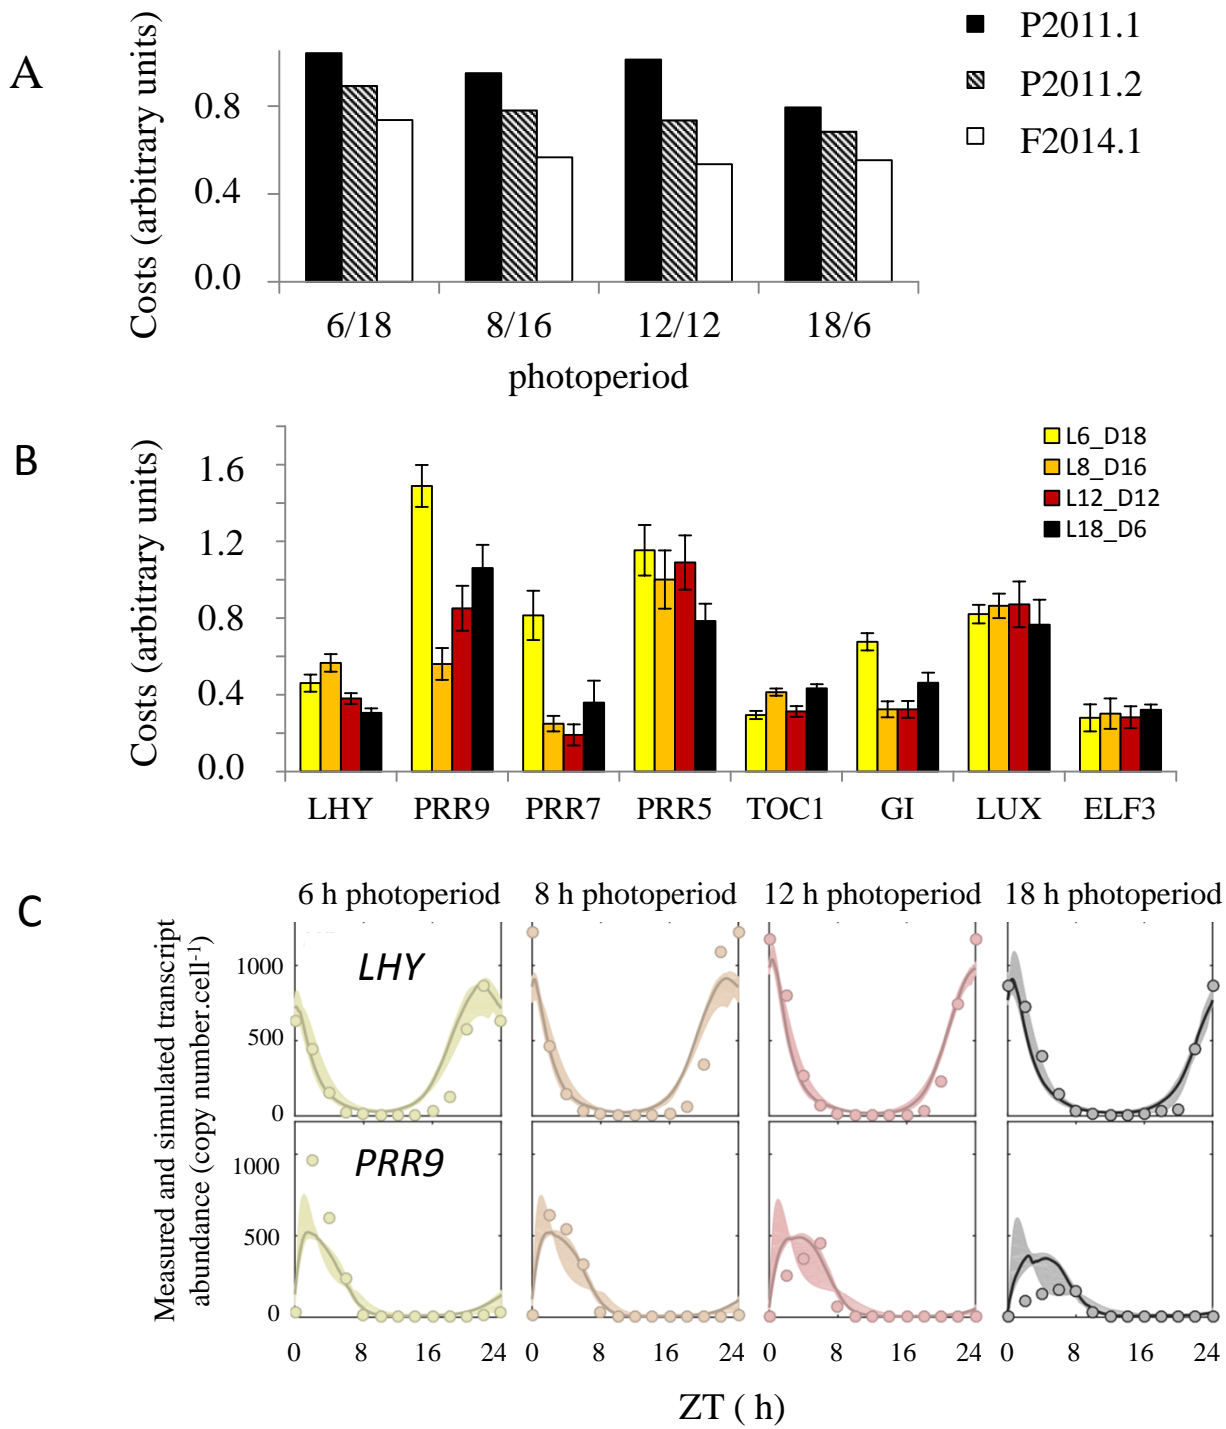 A
Costs (arbitrary units)
0.8
0.4
0.0
6/18 8/16 12/12 18/6
photoperiod
P2011.1
P2011.2
F2014.1
B
Costs (arbitrary units)
1.6
1.2
0.8
0.4
0.0
LHY PRR9 PRR7 PRR5 TOC1 GI LUX ELF3
L6_D18
L8_D16
L12_D12
L18_D6
C
6 h photoperiod 8 h photoperiod 12 h photoperiod 18 h photoperiod
Measured and simulated transcript
abundance (copy number.cell⁻¹)
1000
500
0
LHY
1000
500
0
PRR9
0 8 16 24 0 8 16 24 0 8 16 24 0 8 16 24
ZT ( h)